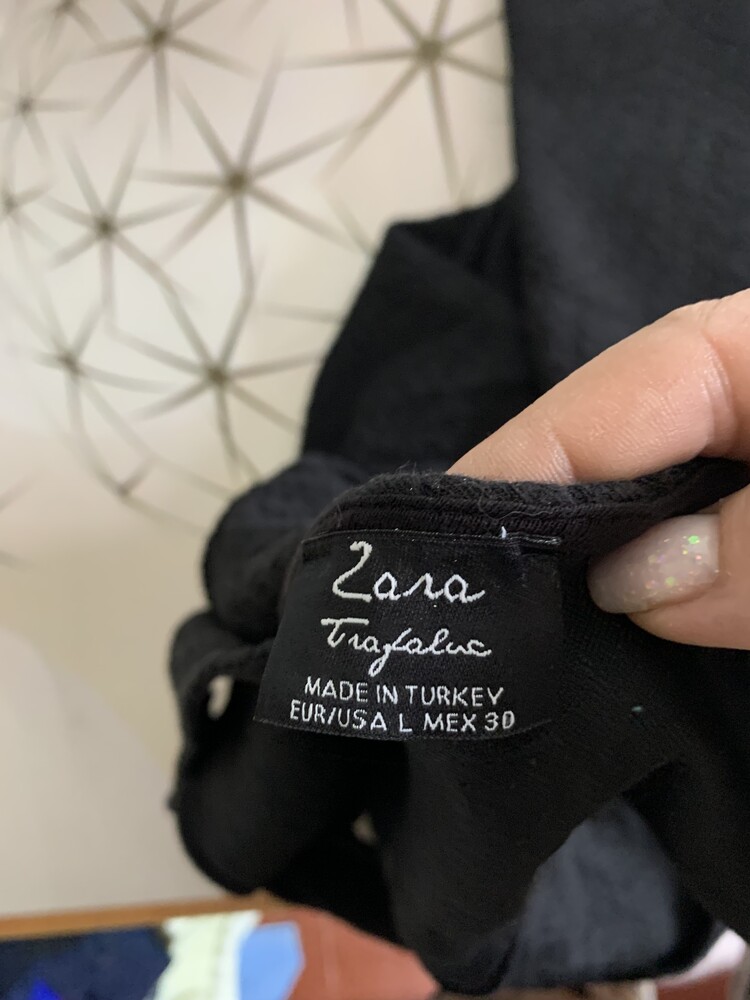 Zara
Trafaluc
MADE IN TURKEY
EUR/USA L MEX 30